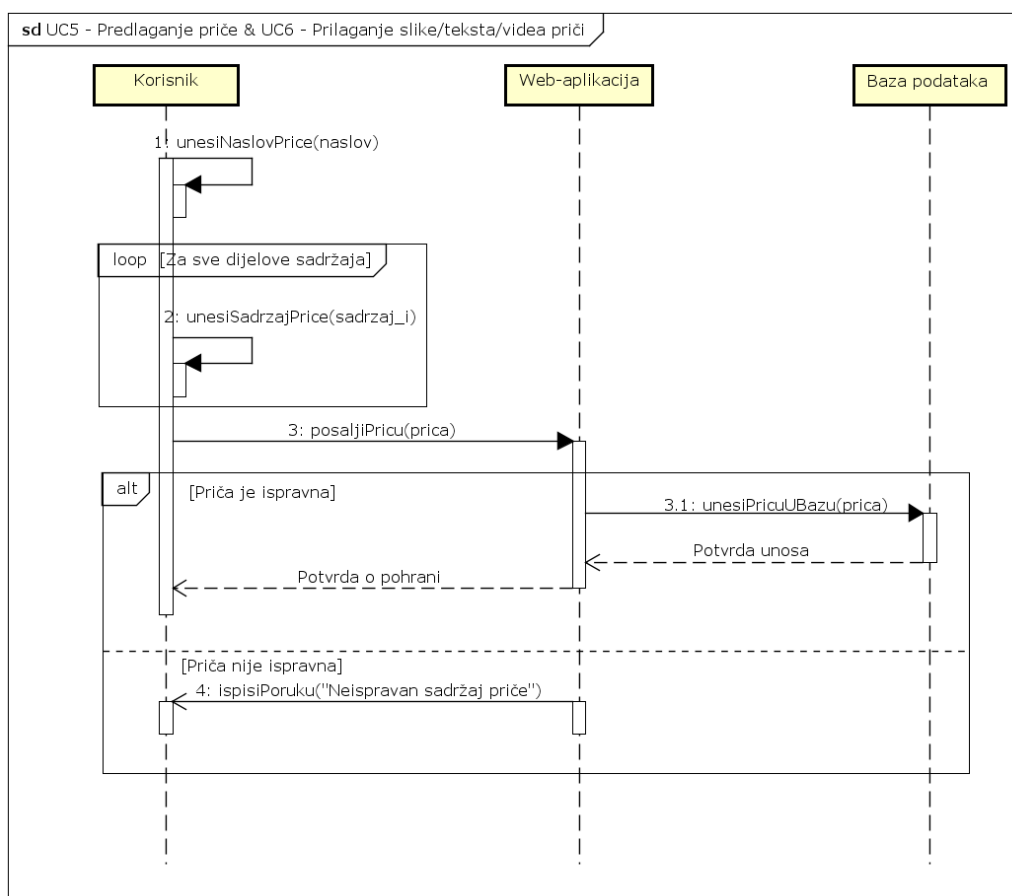 sd UC5 - Predlaganje priče & UC6 - Prilaganje slike/teksta/videa priči
Korisnik
Web-aplikacija
Baza podataka
1: unesiNaslovPrice(naslov)
loop [Za sve dijelove sadržaja]
2: unesiSadrzajPrice(sadrzaj_i)
3: posaljiPricu(prica)
alt
[Priča je ispravna]
3.1: unesiPricuUBazu(prica)
Potvrda unosa
Potvrda o pohrani
[Priča nije ispravna]
4: ispisiPoruku("Neispravan sadržaj priče")